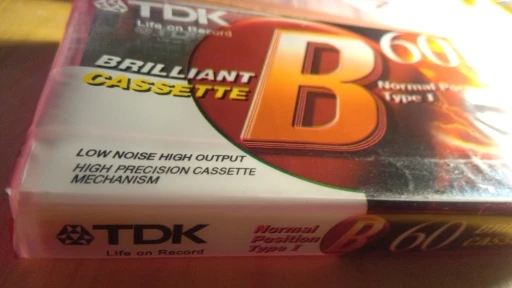 TDK
Life on Record
BRILLIANT
CASSETTE
B
60
Normal
Type I
LOW NOISE HIGH OUTPUT
HIGH PRECISION CASSETTE
MECHANISM
TDK
Life on Record
Normal
Position
Type I
B
60